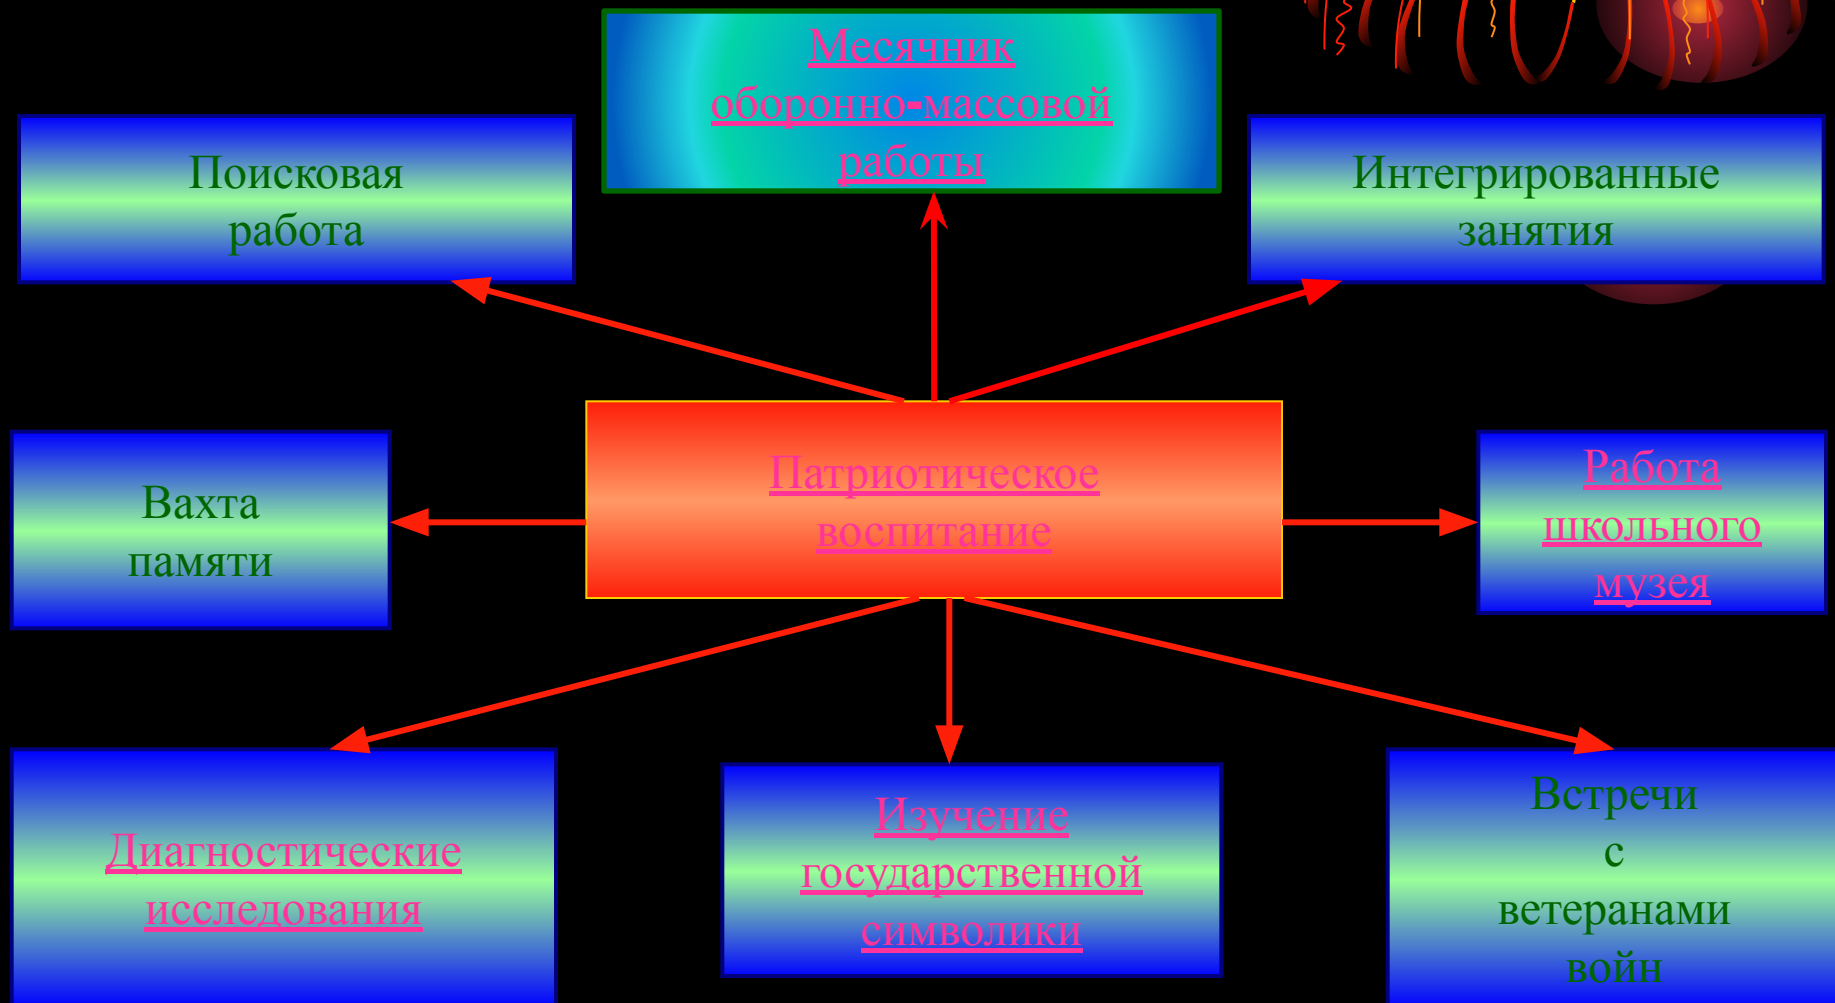 Месячник
оборонно-массовой
работы
Поисковая
работа
Интегрированные
занятия
Патриотическое
воспитание
Вахта
памяти
Работа
школьного
музея
Диагностические
исследования
Изучение
государственной
символики
Встречи
с
ветеранами
войн